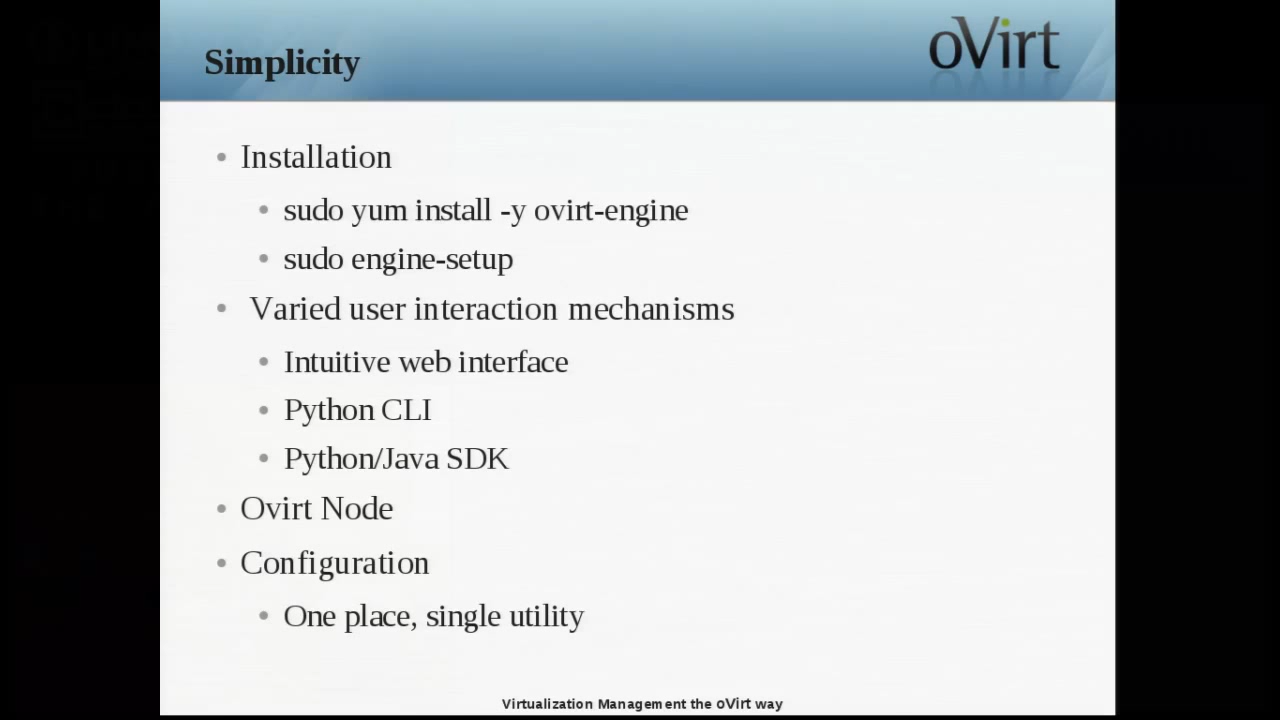 oVirt
Simplicity
Installation
sudo yum install -y ovirt-engine
sudo engine-setup
Varied user interaction mechanisms
Intuitive web interface
Python CLI
Python/Java SDK
Ovirt Node
Configuration
One place, single utility
Virtualization Management the oVirt way